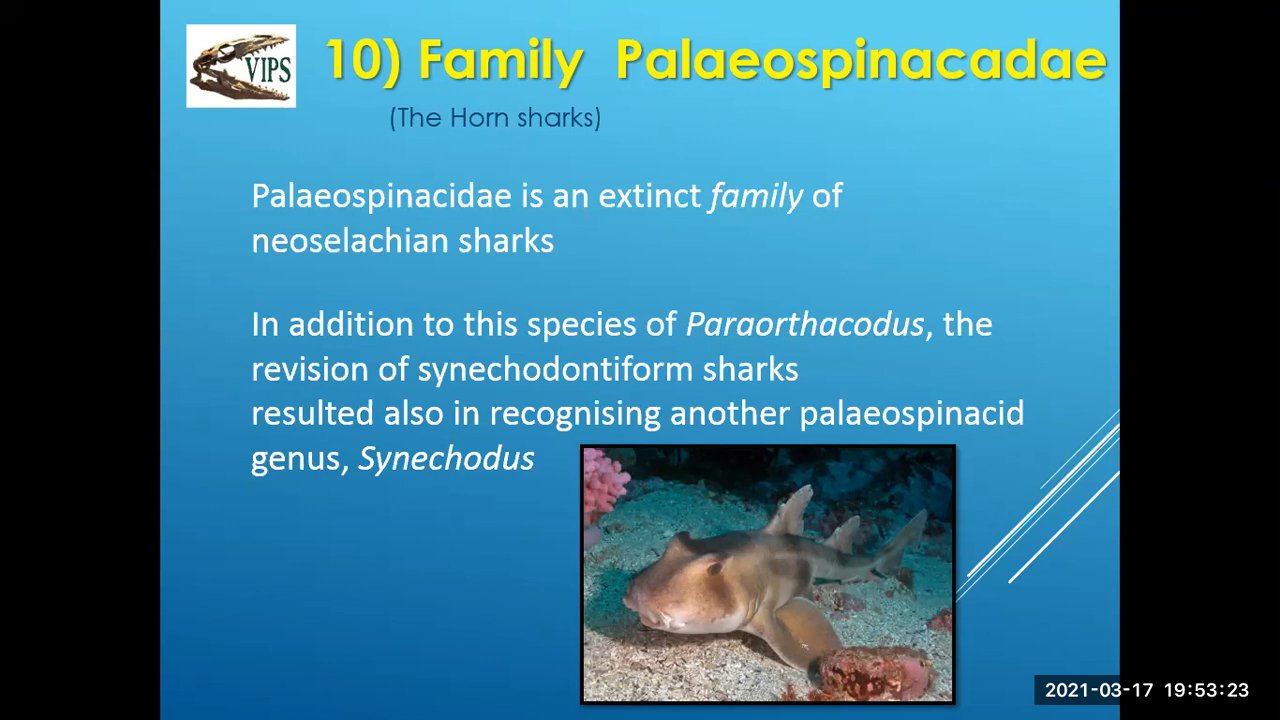 VIPS
10) Family Palaeospinacadae
(The Horn sharks)
Palaeospinacidae is an extinct family of
neoselachian sharks
In addition to this species of Paraorthacodus, the
revision of synechodontiform sharks
resulted also in recognising another palaeospinacid
genus, Synechodus
2021-03-17 19:53:23